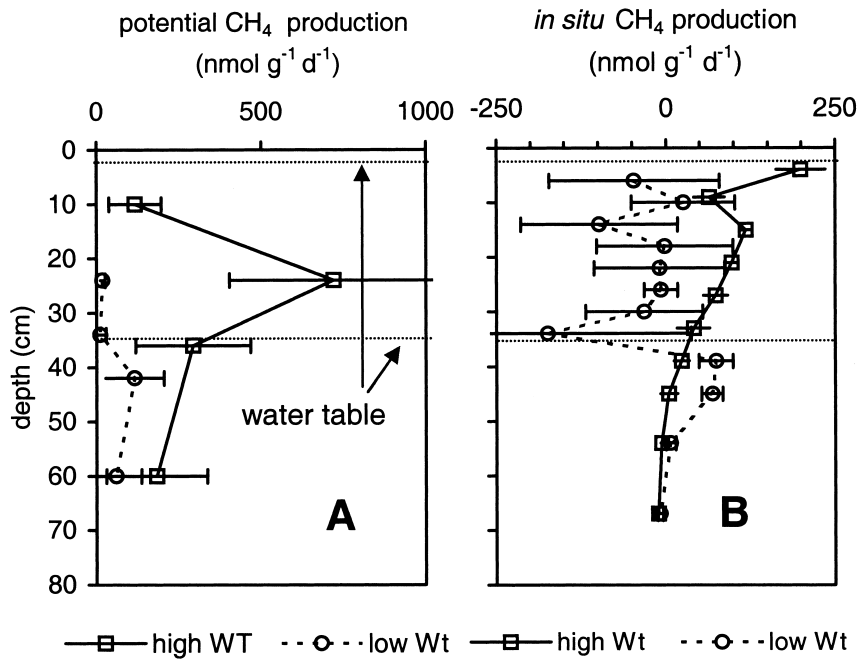 potential CH4 production
(nmol g-1 d-1)
0 500 1000
in situ CH4 production
(nmol g-1 d-1)
-250 0 250
depth (cm)
0
10
20
30
40
50
60
70
80
water table
A
B
high WT low Wt
high Wt low Wt